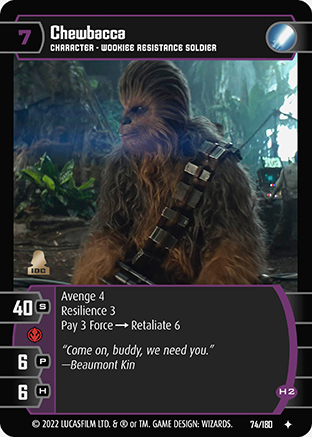 7
Chewbacca
CHARACTER - WOOKIEE RESISTANCE SOLDIER
IDC
40 S
Avenge 4
Resilience 3
Pay 3 Force → Retaliate 6
6 P
“Come on, buddy, we need you.”
—Beaumont Kin
6 H
H2
© 2022 LUCASFILM LTD. & ® or TM. GAME DESIGN: WIZARDS.
74/180